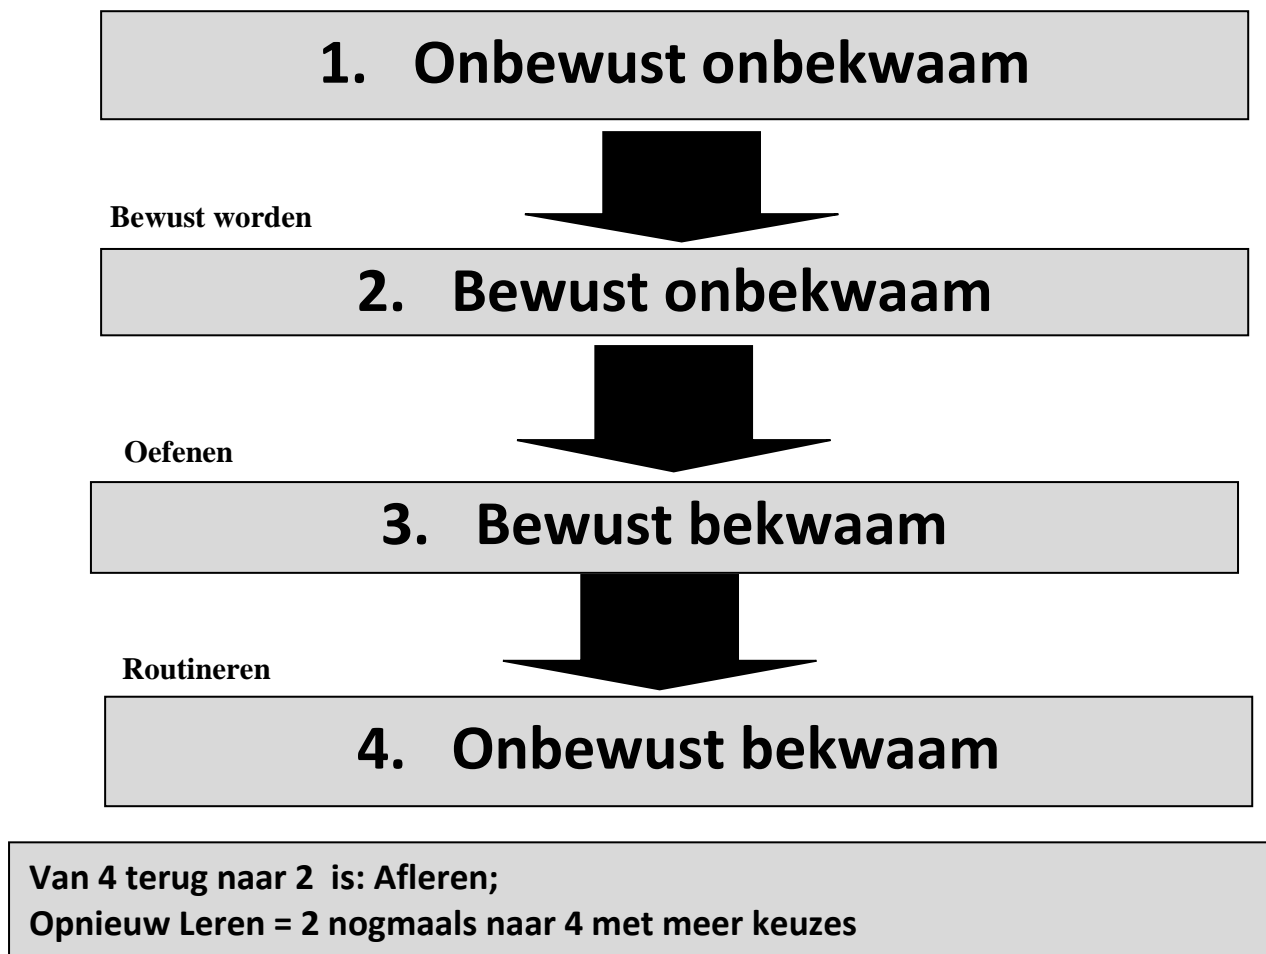 1. Onbewust onbekwaam
Bewust worden
2. Bewust onbekwaam
Oefenen
3. Bewust bekwaam
Routineren
4. Onbewust bekwaam
Van 4 terug naar 2 is: Afleren;
Opnieuw Leren = 2 nogmaals naar 4 met meer keuzes